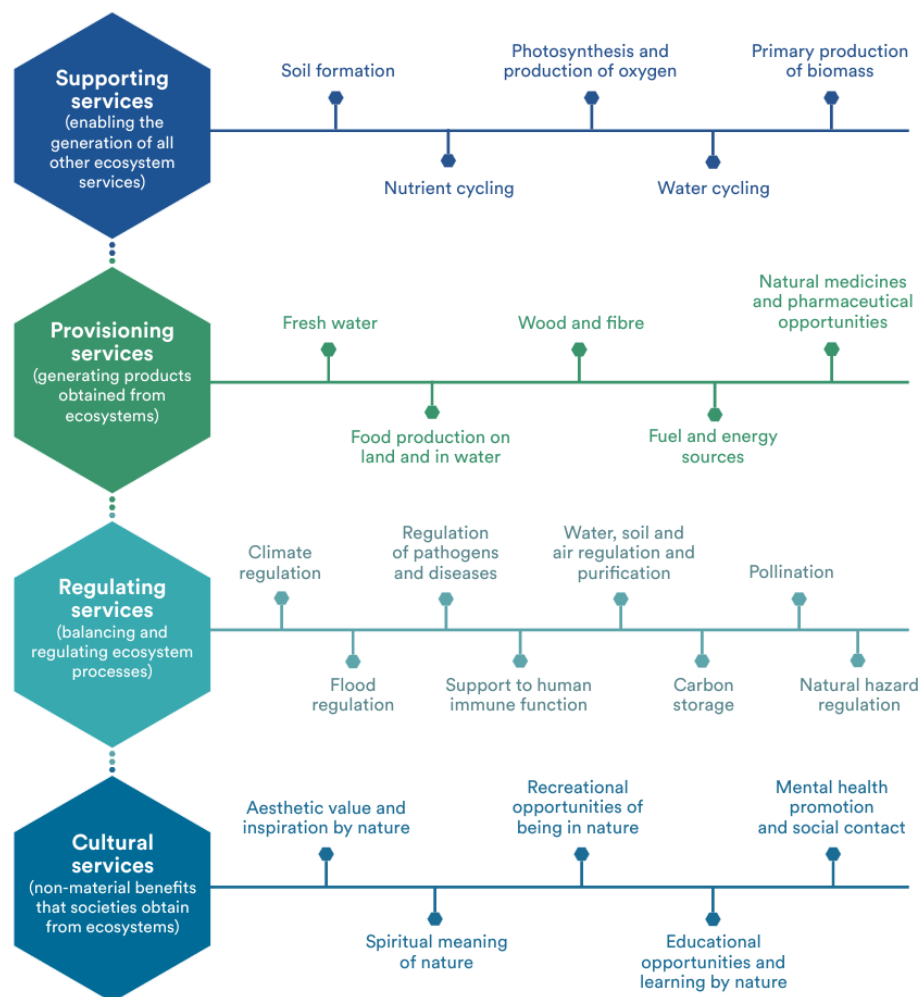 Supporting
services
(enabling the
generation of all
other ecosystem
services)
Soil formation
Photosynthesis and
production of oxygen
Primary production
of biomass
Nutrient cycling
Water cycling
Provisioning
services
(generating products
obtained from
ecosystems)
Fresh water
Wood and fibre
Natural medicines
and pharmaceutical
opportunities
Food production on
land and in water
Fuel and energy
sources
Regulating
services
(balancing and
regulating ecosystem
processes)
Climate
regulation
Regulation
of pathogens
and diseases
Water, soil and
air regulation and
purification
Pollination
Flood
regulation
Support to human
immune function
Carbon
storage
Natural hazard
regulation
Cultural
services
(non-material benefits
that societies obtain
from ecosystems)
Aesthetic value and
inspiration by nature
Recreational
opportunities of
being in nature
Mental health
promotion
and social contact
Spiritual meaning
of nature
Educational
opportunities and
learning by nature